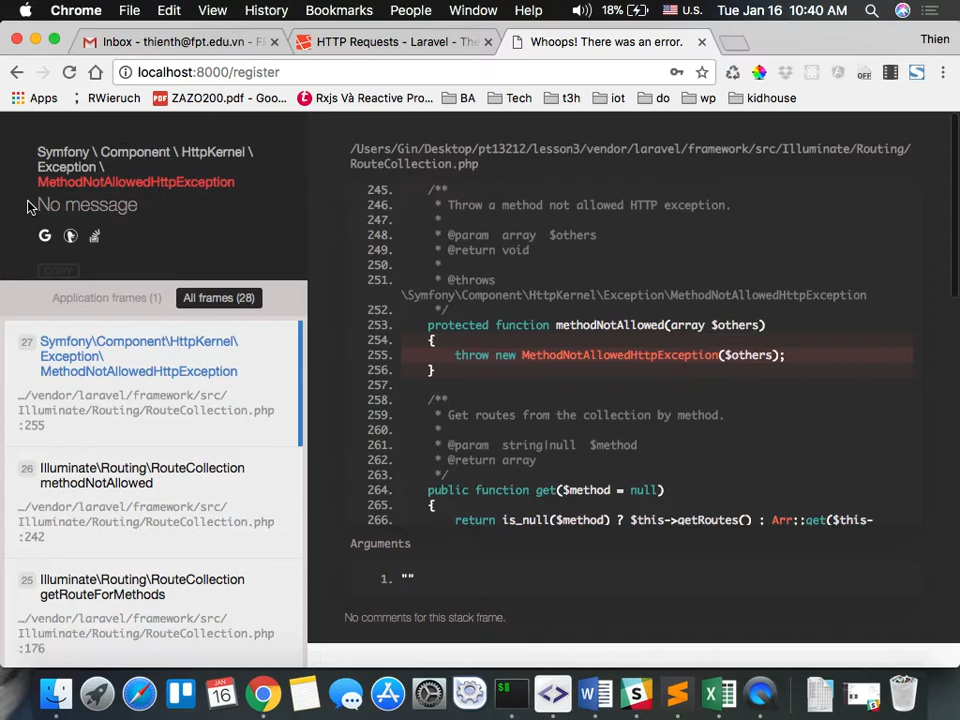 Chrome File Edit View History Bookmarks People Window Help 18% U.S. Tue Jan 16 10:40 AM
Inbox - thienth@fpt.edu.vn - F
HTTP Requests - Laravel - The
Whoops! There was an error.
Thien
localhost:8000/register
Apps RWieruch ZAZO200.pdf - Goo... Rxjs Và Reactive Pro... BA Tech t3h iot do wp kidhouse
Symfony \ Component \ HttpKernel \
Exception \
MethodNotAllowedHttpException
No message
COPY
Application frames (1) All frames (28)
27 Symfony\Component\HttpKernel\
Exception\
MethodNotAllowedHttpException
…/vendor/laravel/framework/src/
Illuminate/Routing/RouteCollection.php
:255
26 Illuminate\Routing\RouteCollection
methodNotAllowed
…/vendor/laravel/framework/src/
Illuminate/Routing/RouteCollection.php
:242
25 Illuminate\Routing\RouteCollection
getRouteForMethods
…/vendor/laravel/framework/src/
Illuminate/Routing/RouteCollection.php
:176
/Users/Gin/Desktop/pt13212/lesson3/vendor/laravel/framework/src/Illuminate/Routing/
RouteCollection.php
245. /**
246. * Throw a method not allowed HTTP exception.
247. *
248. * @param array $others
249. * @return void
250. *
251. * @throws
\Symfony\Component\HttpKernel\Exception\MethodNotAllowedHttpException
252. */
253. protected function methodNotAllowed(array $others)
254. {
255. throw new MethodNotAllowedHttpException($others);
256. }
257.
258. /**
259. * Get routes from the collection by method.
260. *
261. * @param string|null $method
262. * @return array
263. */
264. public function get($method = null)
265. {
266. return is_null($method) ? $this->getRoutes() : Arr::get($this-
Arguments
1. ""
No comments for this stack frame.
JAN
16